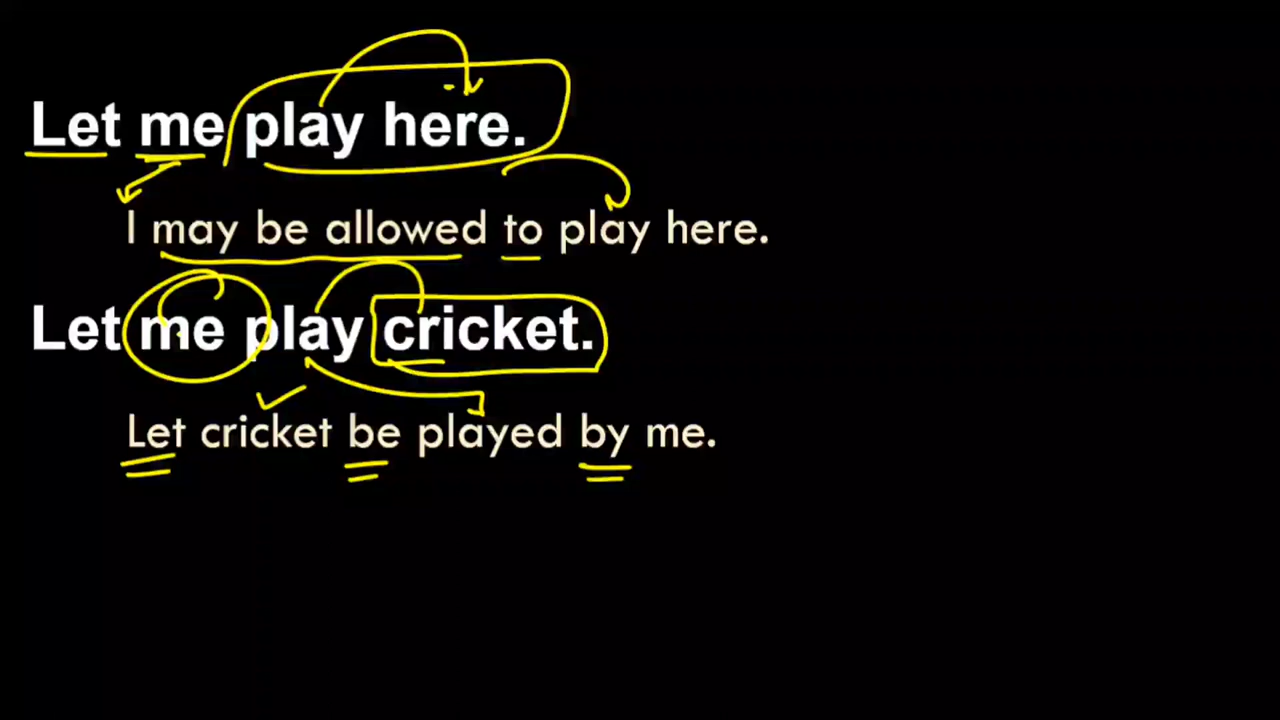 Let me play here.
I may be allowed to play here.
Let me play cricket.
Let cricket be played by me.